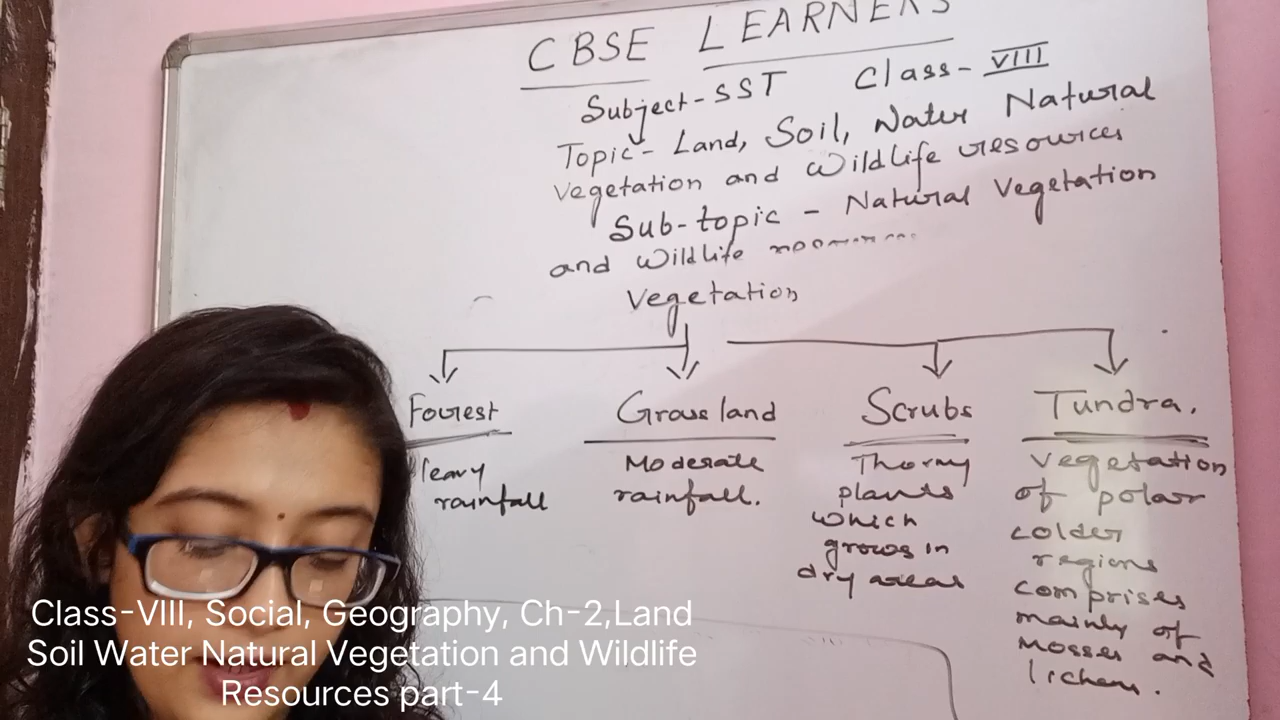 CBSE LEARNERS
Subject-SST Class-VIII
Topic- Land, Soil, Water Natural
Vegetation and Wildlife resources
Sub-topic - Natural Vegetation
and Wildlife
Vegetation
Forest
Grassland
Scrubs
Tundra.
Heavy
rainfall
Moderate
rainfall.
Thorny
plants
which
grows in
dry areas
Vegetation
of polar
colder
regions
comprises
mainly of
Mosses and
lichens.
Class-VIII, Social, Geography, Ch-2,Land
Soil Water Natural Vegetation and Wildlife
Resources part-4